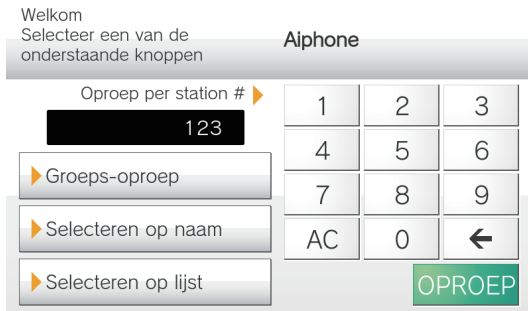 Welkom
Selecteer een van de
onderstaande knoppen
Aiphone
Oproep per station #
123
Groeps-oproep
Selecteren op naam
Selecteren op lijst
1 2 3
4 5 6
7 8 9
AC 0 ←
OPROEP